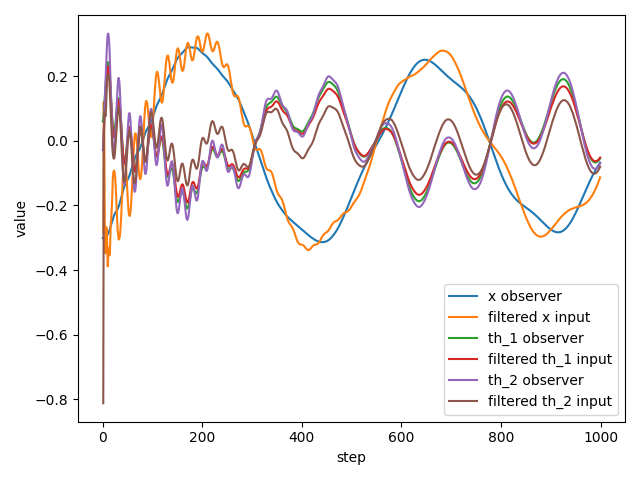 0.2
0.0
−0.2
−0.4
−0.6
−0.8
value
0 200 400 600 800 1000
step
x observer
filtered x input
th_1 observer
filtered th_1 input
th_2 observer
filtered th_2 input